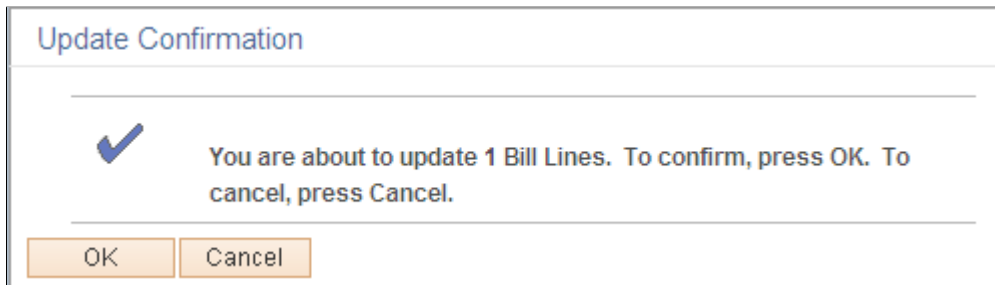 Update Confirmation
You are about to update 1 Bill Lines.  To confirm, press OK.  To
cancel, press Cancel.
OK Cancel